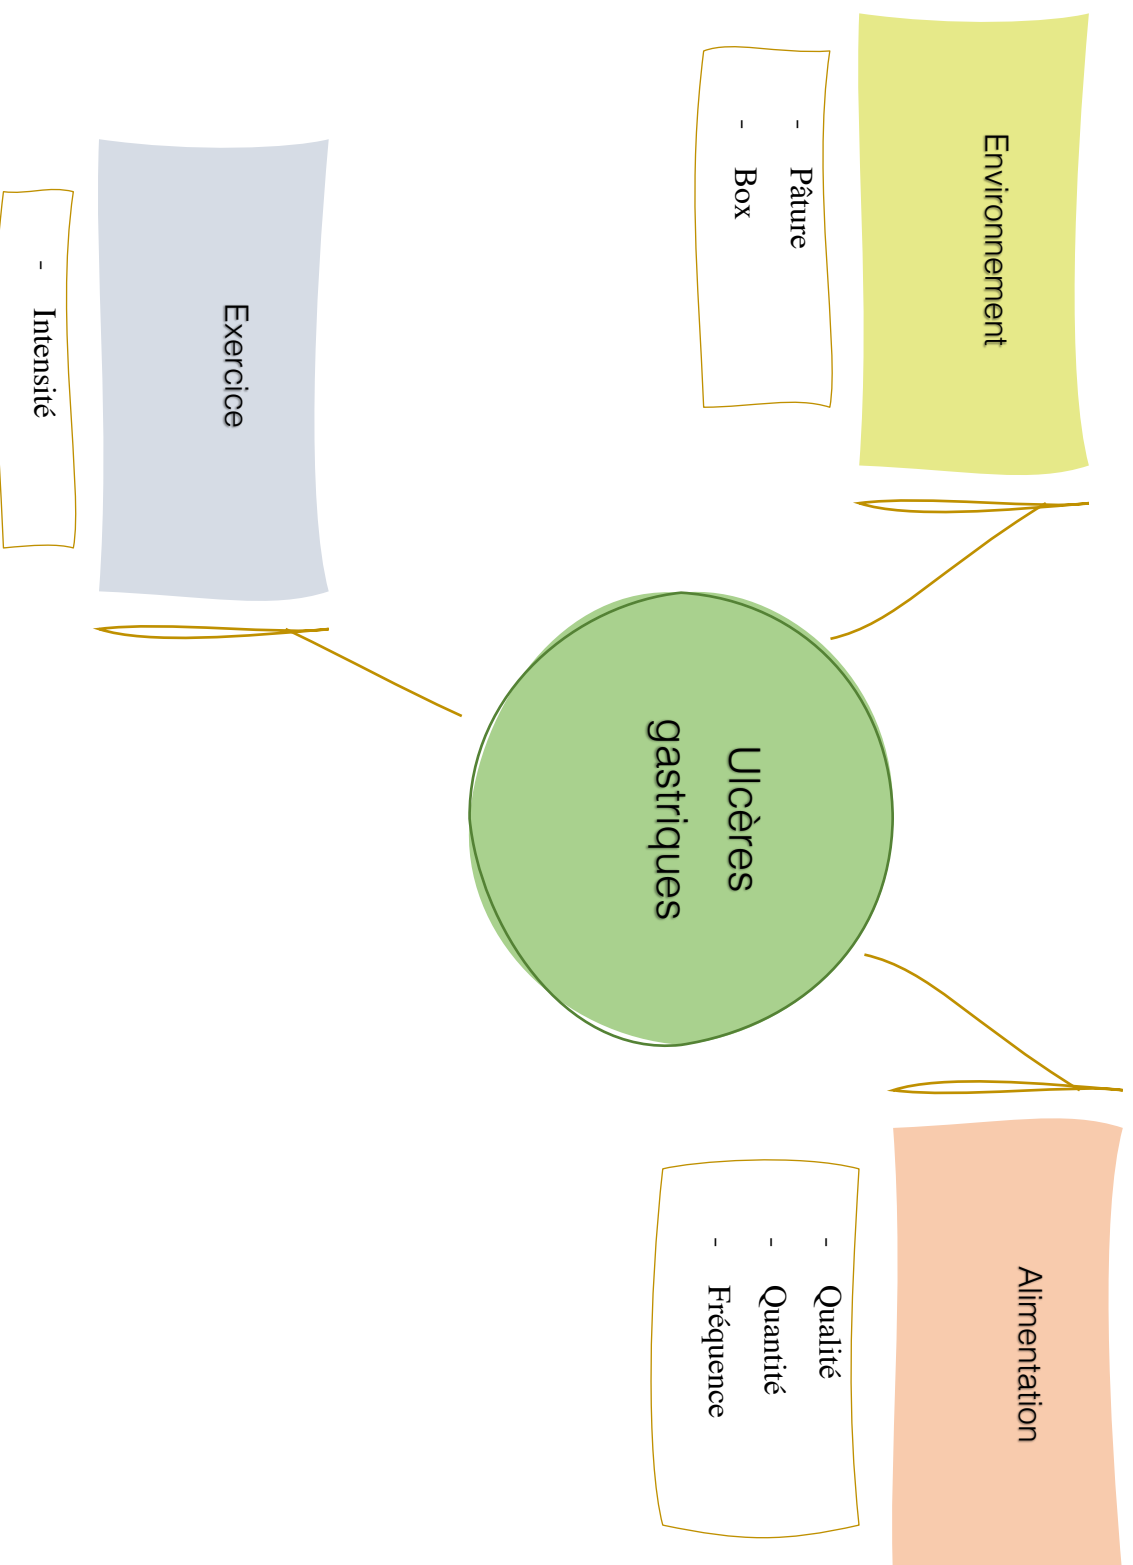 Environnement
- Pâture
- Box
Alimentation
- Qualité
- Quantité
- Fréquence
Ulcères
gastriques
Exercice
- Intensité